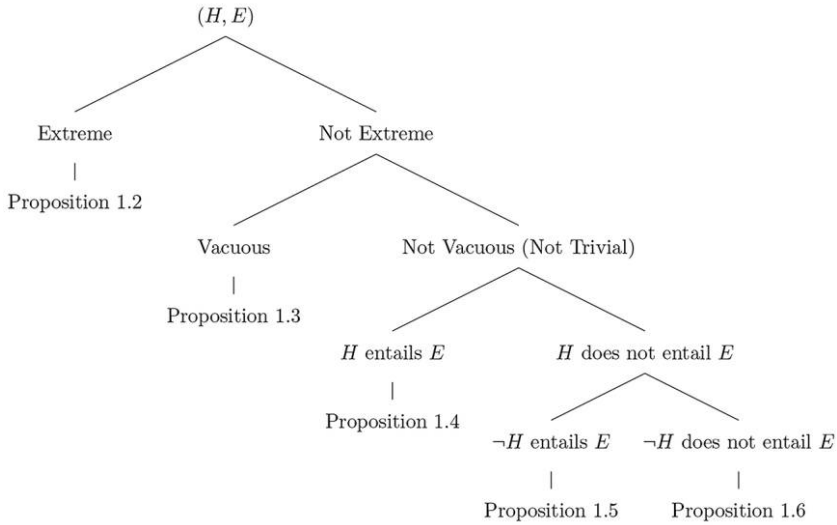 (H, E)
Extreme
Not Extreme
Proposition 1.2
Vacuous
Not Vacuous (Not Trivial)
Proposition 1.3
H entails E
H does not entail E
Proposition 1.4
¬H entails E
¬H does not entail E
Proposition 1.5
Proposition 1.6